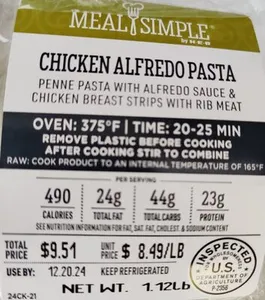 MEAL SIMPLE®
by H-E-B
CHICKEN ALFREDO PASTA
PENNE PASTA WITH ALFREDO SAUCE &
CHICKEN BREAST STRIPS WITH RIB MEAT
OVEN: 375°F | TIME: 20-25 MIN
REMOVE PLASTIC BEFORE COOKING
AFTER COOKING STIR TO COMBINE
RAW: COOK PRODUCT TO AN INTERNAL TEMPERATURE OF 165°F
PER SERVING
490 24g 44g 23g
CALORIES TOTAL FAT TOTAL CARBS PROTEIN
SEE NUTRITION INFORMATION FOR FAT, SAT. FAT, CHOLEST. & SODIUM CONTENT
TOTAL PRICE $9.51 UNIT PRICE $ 8.49/LB
USE BY: 12.20.24 KEEP REFRIGERATED
NET WT. 1.12lb
24CK-21
INSPECTED
FOR WHOLESOMENESS BY
U.S.
DEPARTMENT OF
AGRICULTURE
P-2356